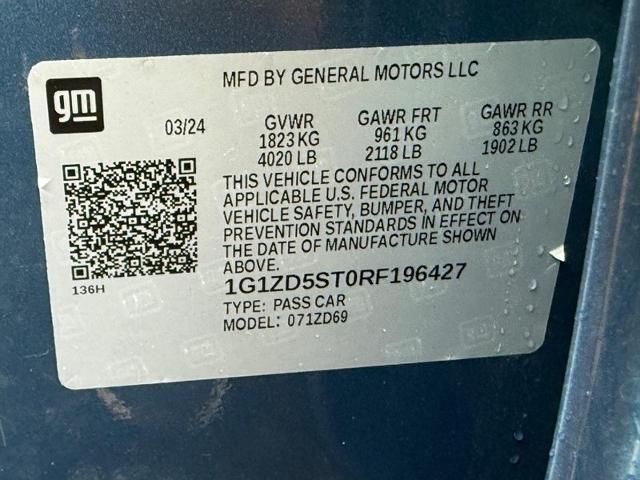 gm
MFD BY GENERAL MOTORS LLC
03/24
GVWR
1823 KG
4020 LB
GAWR FRT
961 KG
2118 LB
GAWR RR
863 KG
1902 LB
THIS VEHICLE CONFORMS TO ALL
APPLICABLE U.S. FEDERAL MOTOR
VEHICLE SAFETY, BUMPER, AND THEFT
PREVENTION STANDARDS IN EFFECT ON
THE DATE OF MANUFACTURE SHOWN
ABOVE.
136H
1G1ZD5ST0RF196427
TYPE: PASS CAR
MODEL: 071ZD69